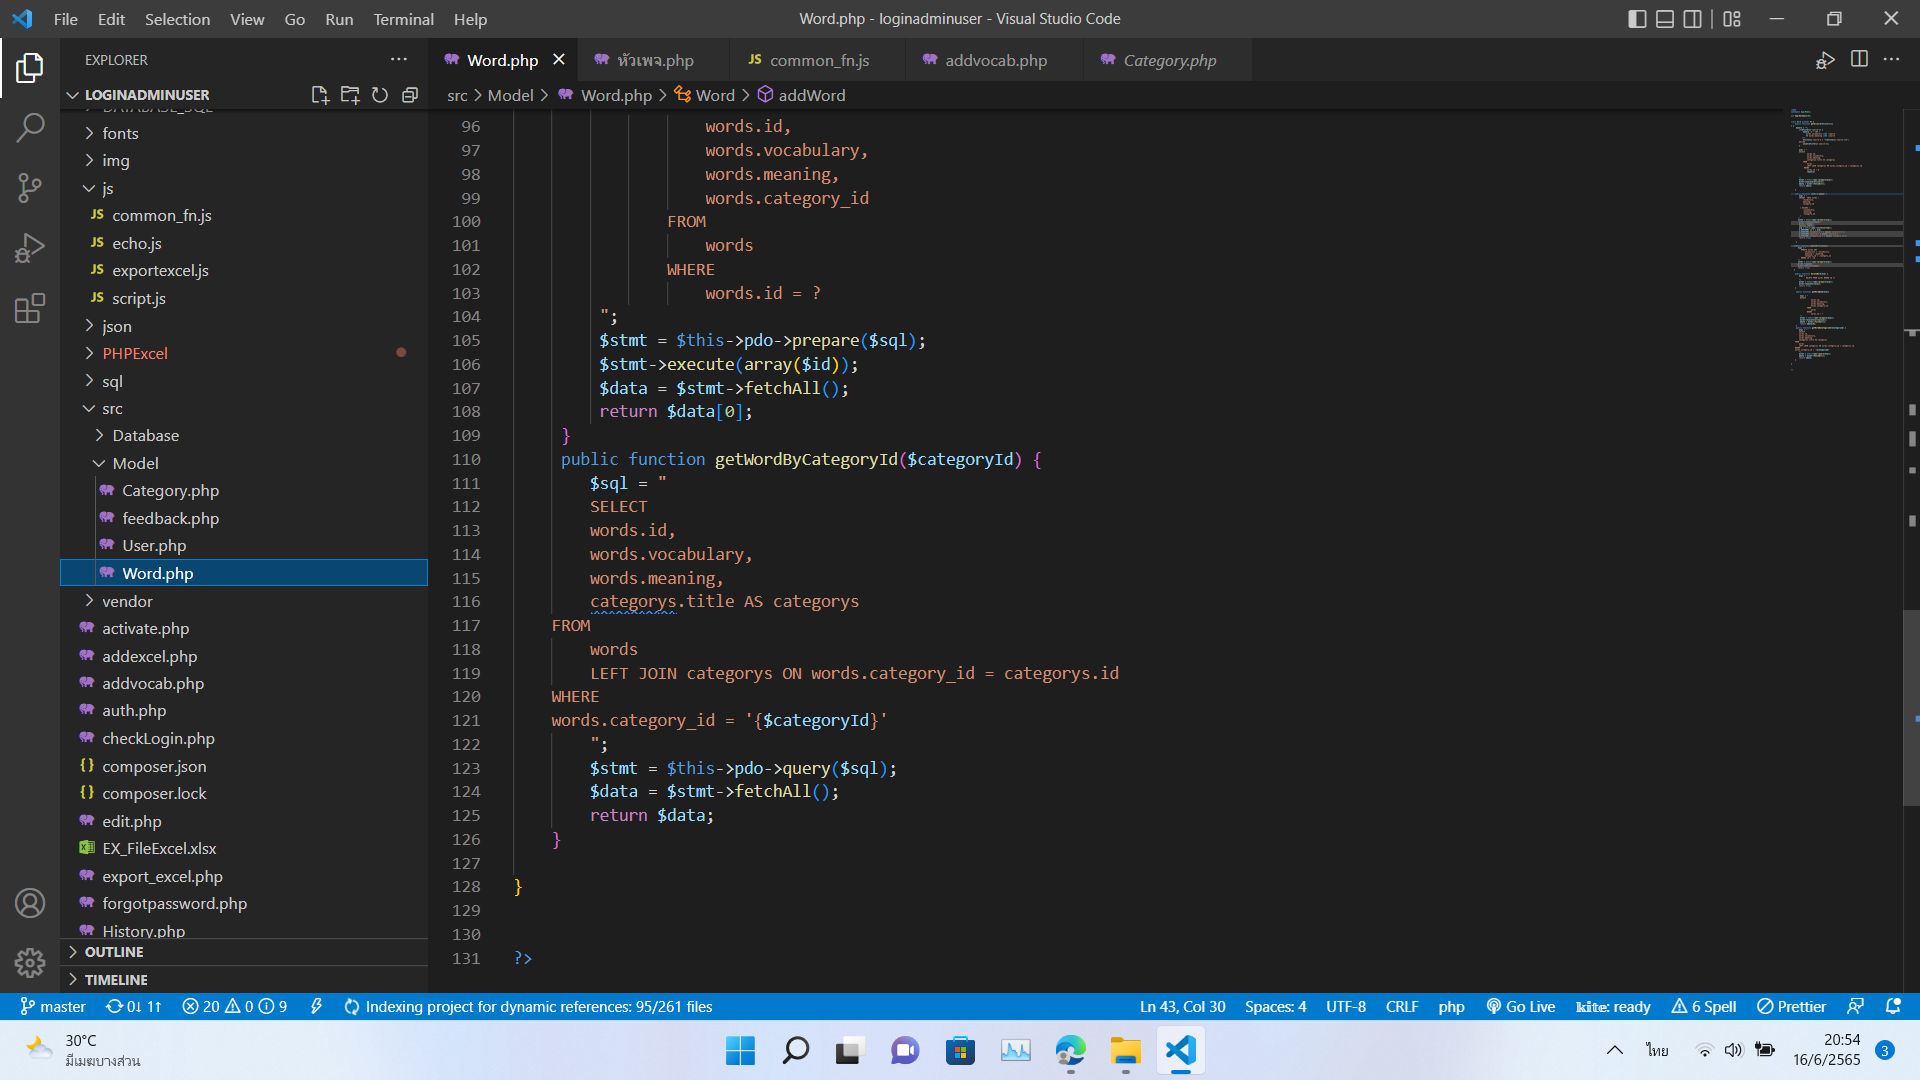 File Edit Selection View Go Run Terminal Help
Word.php - loginadminuser - Visual Studio Code
EXPLORER
LOGINADMINUSER
DATABASE_SQL
fonts
img
js
JS common_fn.js
JS echo.js
JS exportexcel.js
JS script.js
json
PHPExcel
sql
src
Database
Model
Category.php
feedback.php
User.php
Word.php
vendor
activate.php
addexcel.php
addvocab.php
auth.php
checkLogin.php
{} composer.json
{} composer.lock
edit.php
EX_FileExcel.xlsx
export_excel.php
forgotpassword.php
History.php
OUTLINE
TIMELINE
Word.php
หัวเพจ.php
JS common_fn.js
addvocab.php
Category.php
src > Model > Word.php > Word > addWord
96 words.id,
97 words.vocabulary,
98 words.meaning,
99 words.category_id
100 FROM
101 words
102 WHERE
103 words.id = ?
104 ";
105 $stmt = $this->pdo->prepare($sql);
106 $stmt->execute(array($id));
107 $data = $stmt->fetchAll();
108 return $data[0];
109 }
110 public function getWordByCategoryId($categoryId) {
111 $sql = "
112 SELECT
113 words.id,
114 words.vocabulary,
115 words.meaning,
116 categorys.title AS categorys
117 FROM
118 words
119 LEFT JOIN categorys ON words.category_id = categorys.id
120 WHERE
121 words.category_id = '{$categoryId}'
122 ";
123 $stmt = $this->pdo->query($sql);
124 $data = $stmt->fetchAll();
125 return $data;
126 }
127
128 }
129
130
131 ?>
master 0↓ 1↑ 20 0 9 Indexing project for dynamic references: 95/261 files
Ln 43, Col 30 Spaces: 4 UTF-8 CRLF php Go Live kite: ready 6 Spell Prettier
30°C
มีเมฆบางส่วน
ไทย
20:54
16/6/2565
3